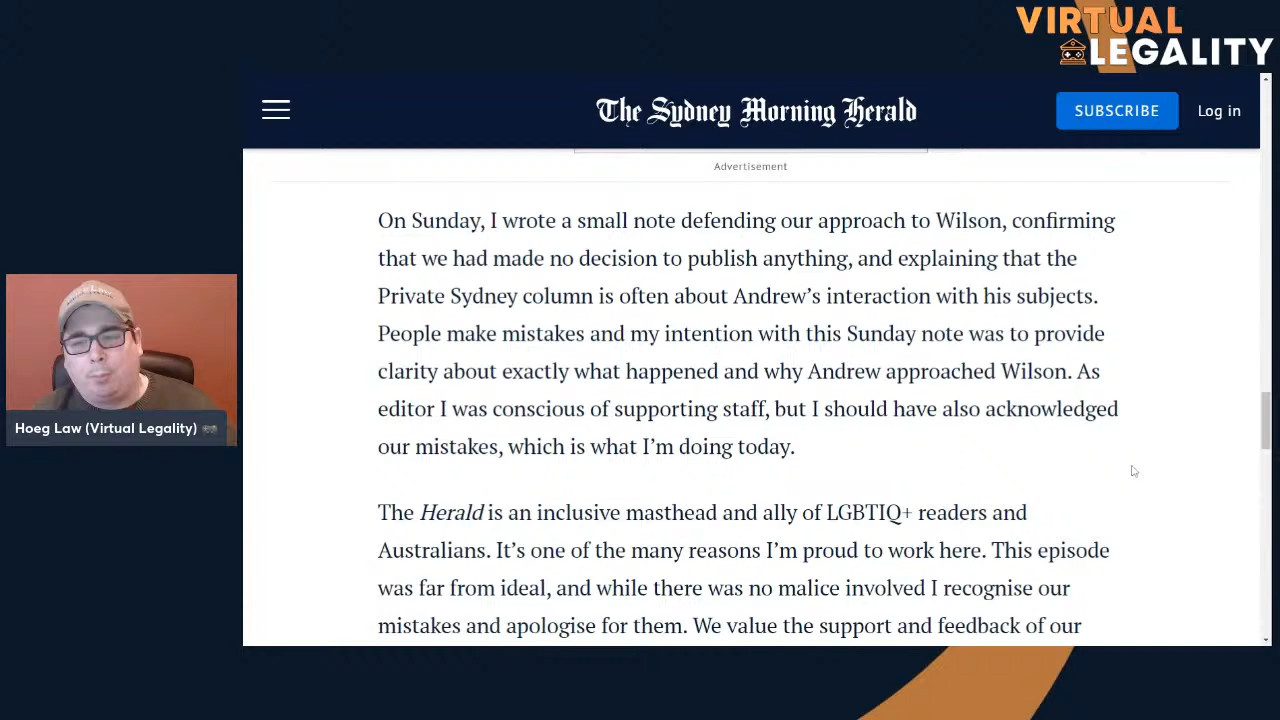 VIRTUAL
LEGALITY
The Sydney Morning Herald
SUBSCRIBE
Log in
Advertisement
On Sunday, I wrote a small note defending our approach to Wilson, confirming
that we had made no decision to publish anything, and explaining that the
Private Sydney column is often about Andrew’s interaction with his subjects.
People make mistakes and my intention with this Sunday note was to provide
clarity about exactly what happened and why Andrew approached Wilson. As
editor I was conscious of supporting staff, but I should have also acknowledged
our mistakes, which is what I’m doing today.
The Herald is an inclusive masthead and ally of LGBTIQ+ readers and
Australians. It’s one of the many reasons I’m proud to work here. This episode
was far from ideal, and while there was no malice involved I recognise our
mistakes and apologise for them. We value the support and feedback of our
Hoeg Law (Virtual Legality)